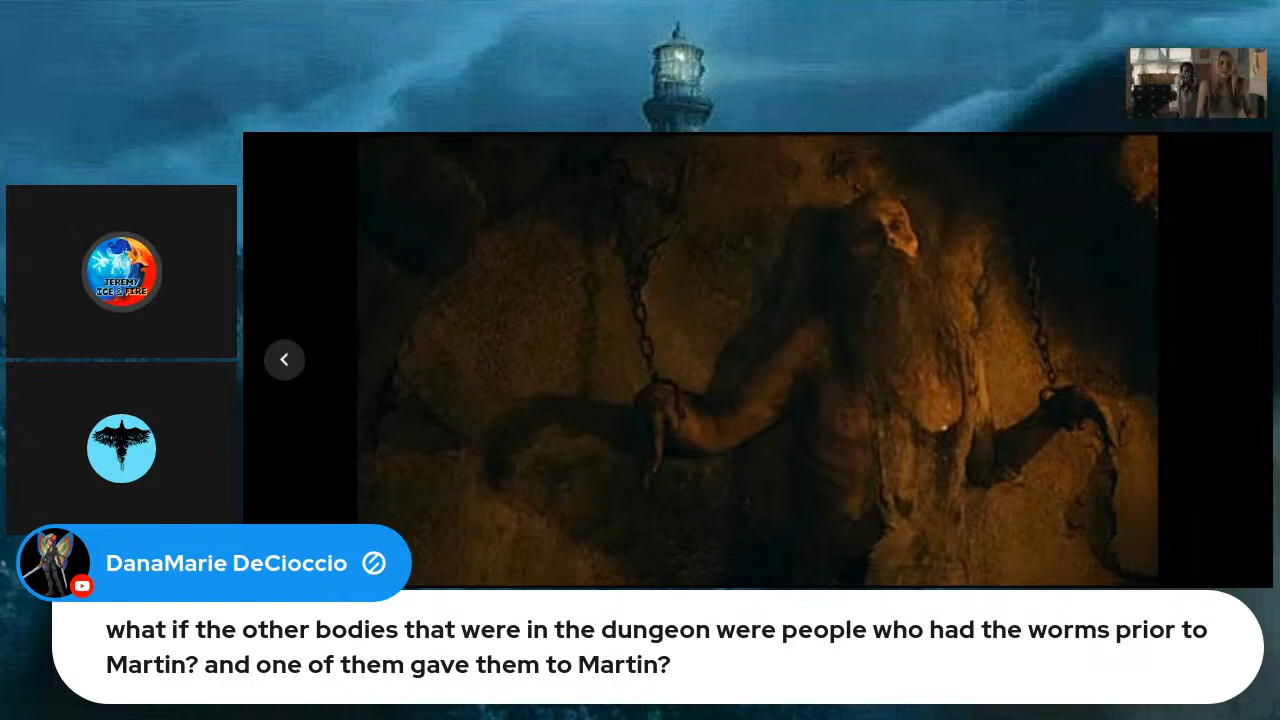 JEREMY
ICE & FIRE
DanaMarie DeCioccio
what if the other bodies that were in the dungeon were people who had the worms prior to
Martin? and one of them gave them to Martin?